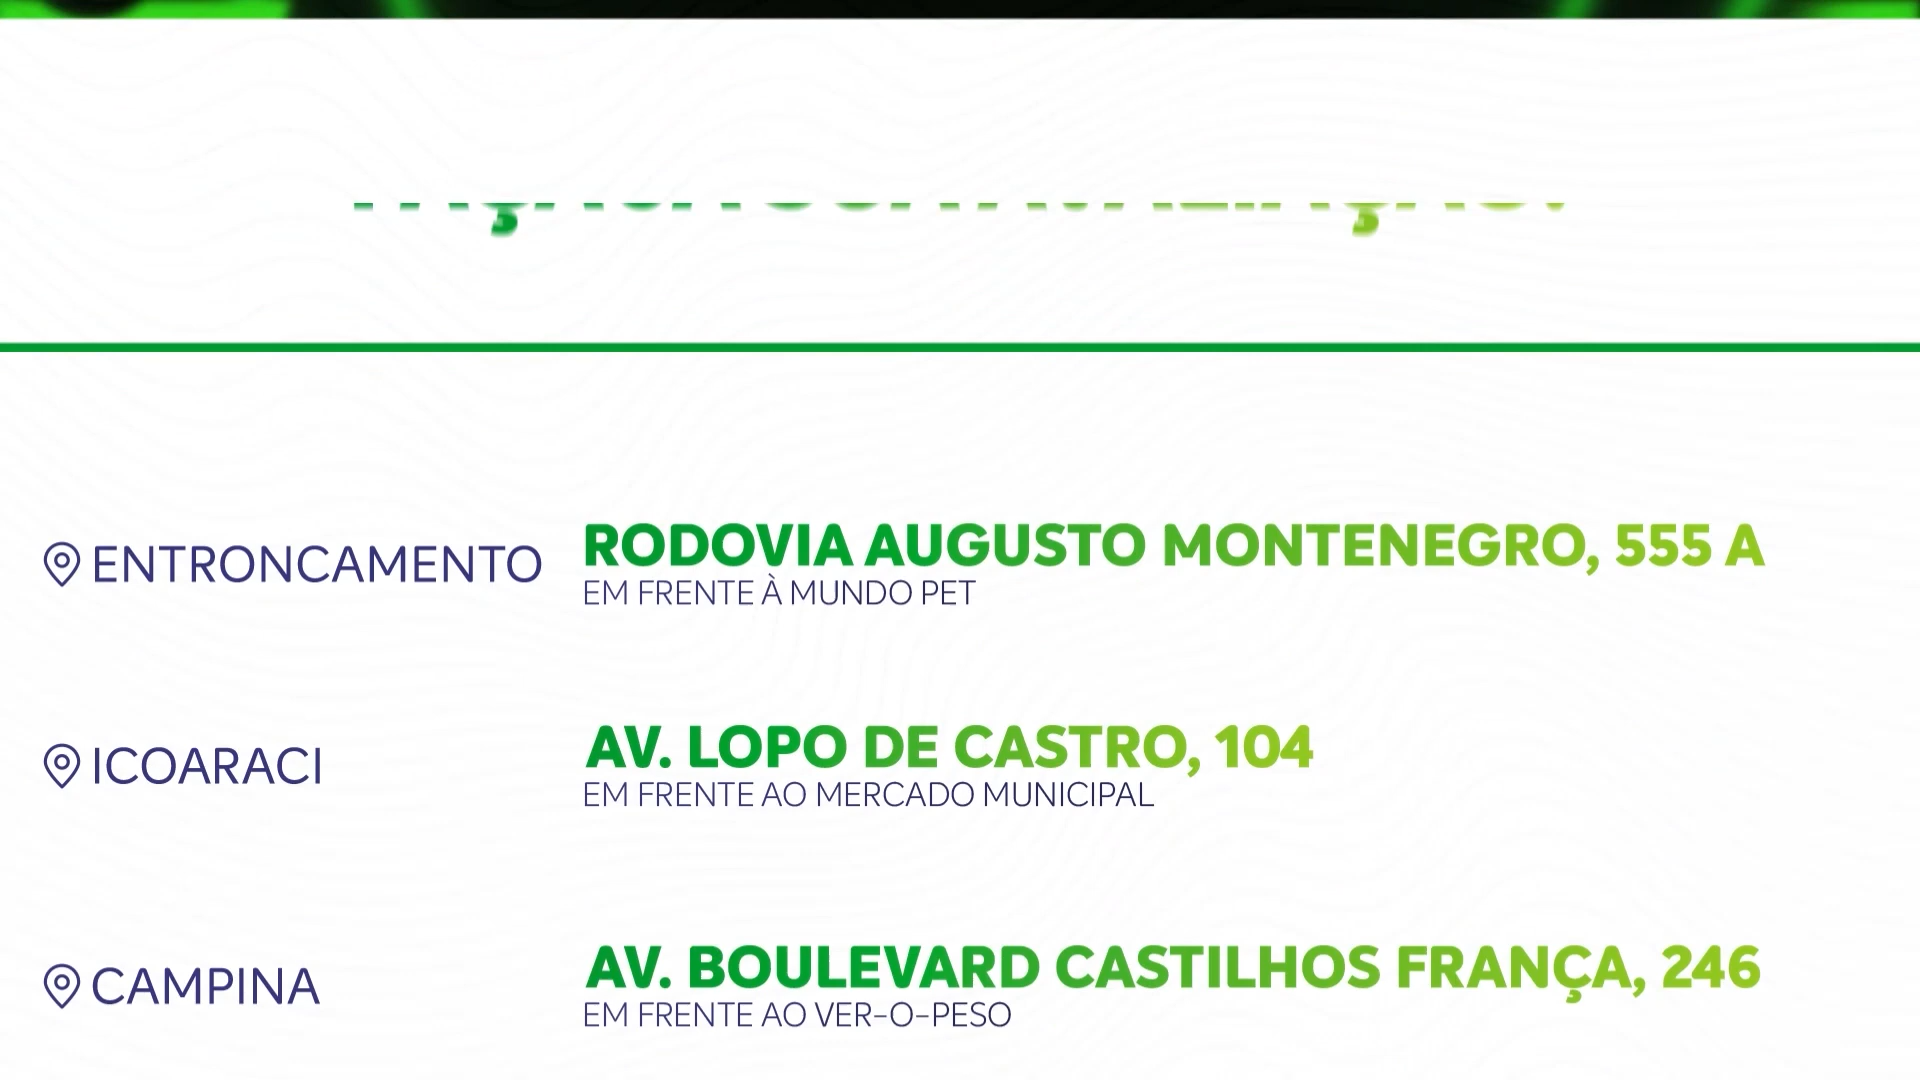 ENTRONCAMENTO
RODOVIA AUGUSTO MONTENEGRO, 555 A
EM FRENTE À MUNDO PET
ICOARACI
AV. LOPO DE CASTRO, 104
EM FRENTE AO MERCADO MUNICIPAL
CAMPINA
AV. BOULEVARD CASTILHOS FRANÇA, 246
EM FRENTE AO VER-O-PESO